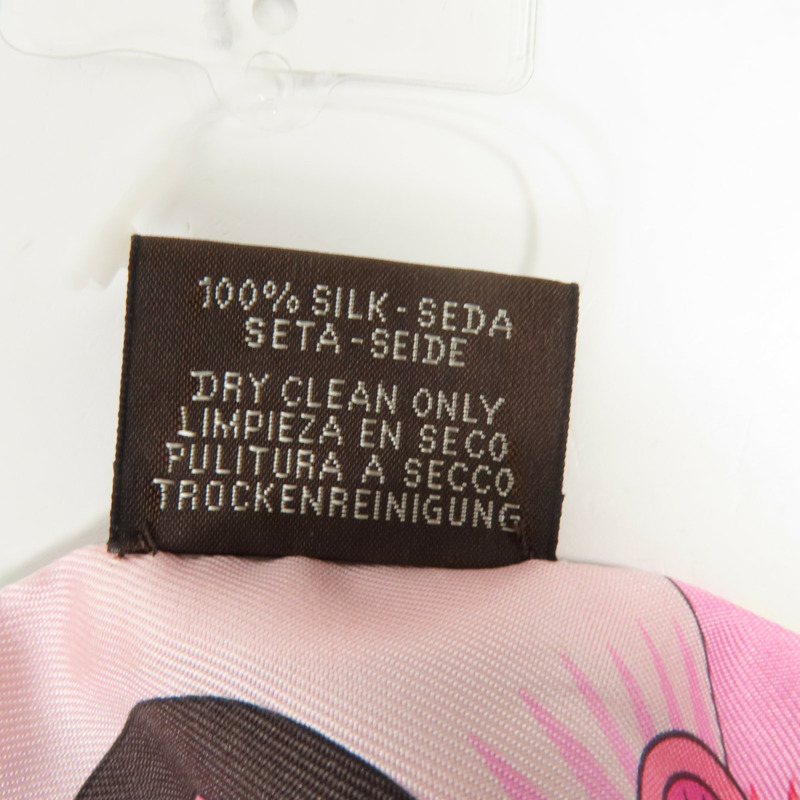 100% SILK - SEDA
SETA - SEIDE
DRY CLEAN ONLY
LIMPIEZA EN SECO
PULITURA A SECCO
TROCKENREINIGUNG